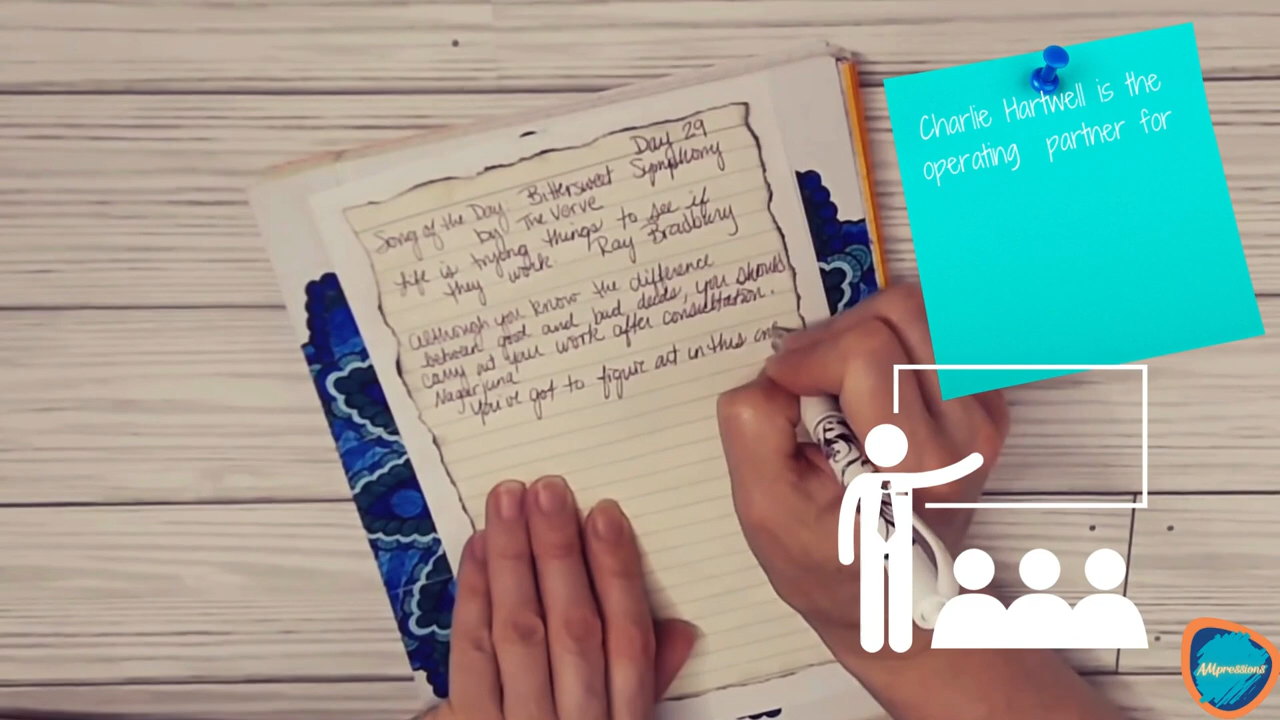 Day 29
Song of the Day Bittersweet Symphony
by The Verve
Life is trying things to see if
they work Ray Bradbury
Although you know the difference
between good and bad deeds, you should
carry out your work after consultation.
Nagarjuna
You've got to figure out in this
Charlie Hartwell is the
operating partner for
AMpressions